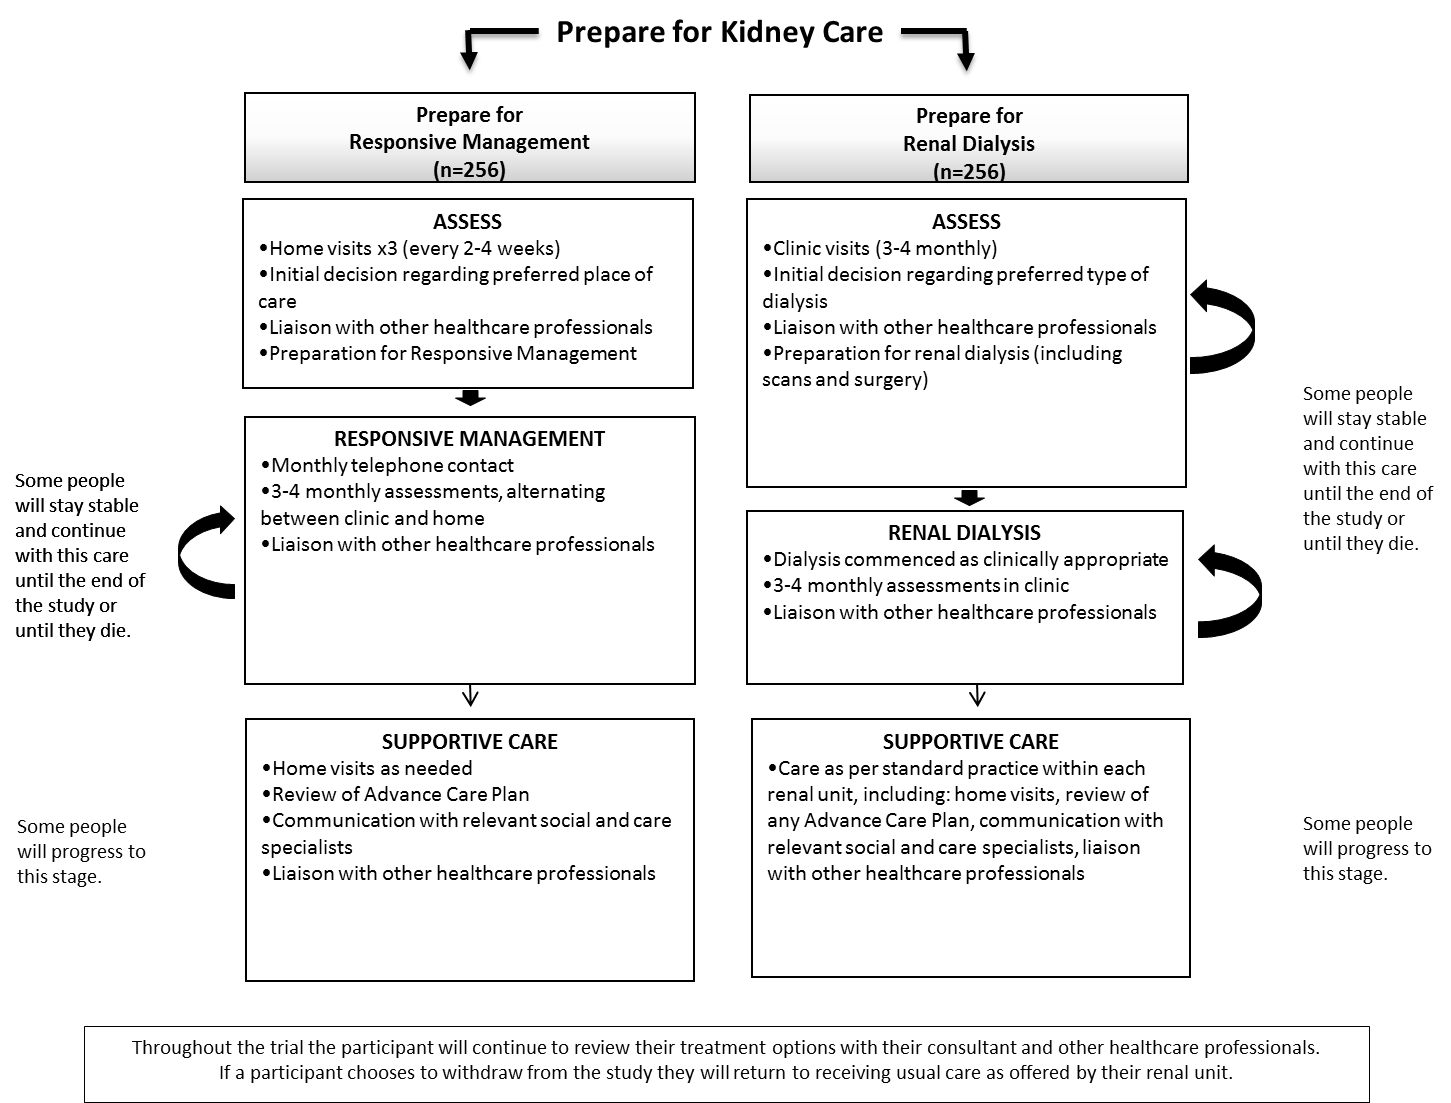 Prepare for Kidney Care
Prepare for
Responsive Management
(n=256)
Prepare for
Renal Dialysis
(n=256)
ASSESS
•Home visits x3 (every 2-4 weeks)
•Initial decision regarding preferred place of
care
•Liaison with other healthcare professionals
•Preparation for Responsive Management
ASSESS
•Clinic visits (3-4 monthly)
•Initial decision regarding preferred type of
dialysis
•Liaison with other healthcare professionals
•Preparation for renal dialysis (including
scans and surgery)
Some people
will stay stable
and continue
with this care
until the end of
the study or
until they die.
RESPONSIVE MANAGEMENT
•Monthly telephone contact
•3-4 monthly assessments, alternating
between clinic and home
•Liaison with other healthcare professionals
Some people
will stay stable
and continue
with this care
until the end of
the study or
until they die.
RENAL DIALYSIS
•Dialysis commenced as clinically appropriate
•3-4 monthly assessments in clinic
•Liaison with other healthcare professionals
SUPPORTIVE CARE
•Home visits as needed
•Review of Advance Care Plan
•Communication with relevant social and care
specialists
•Liaison with other healthcare professionals
SUPPORTIVE CARE
•Care as per standard practice within each
renal unit, including: home visits, review of
any Advance Care Plan, communication with
relevant social and care specialists, liaison
with other healthcare professionals
Some people
will progress to
this stage.
Some people
will progress to
this stage.
Throughout the trial the participant will continue to review their treatment options with their consultant and other healthcare professionals.
If a participant chooses to withdraw from the study they will return to receiving usual care as offered by their renal unit.